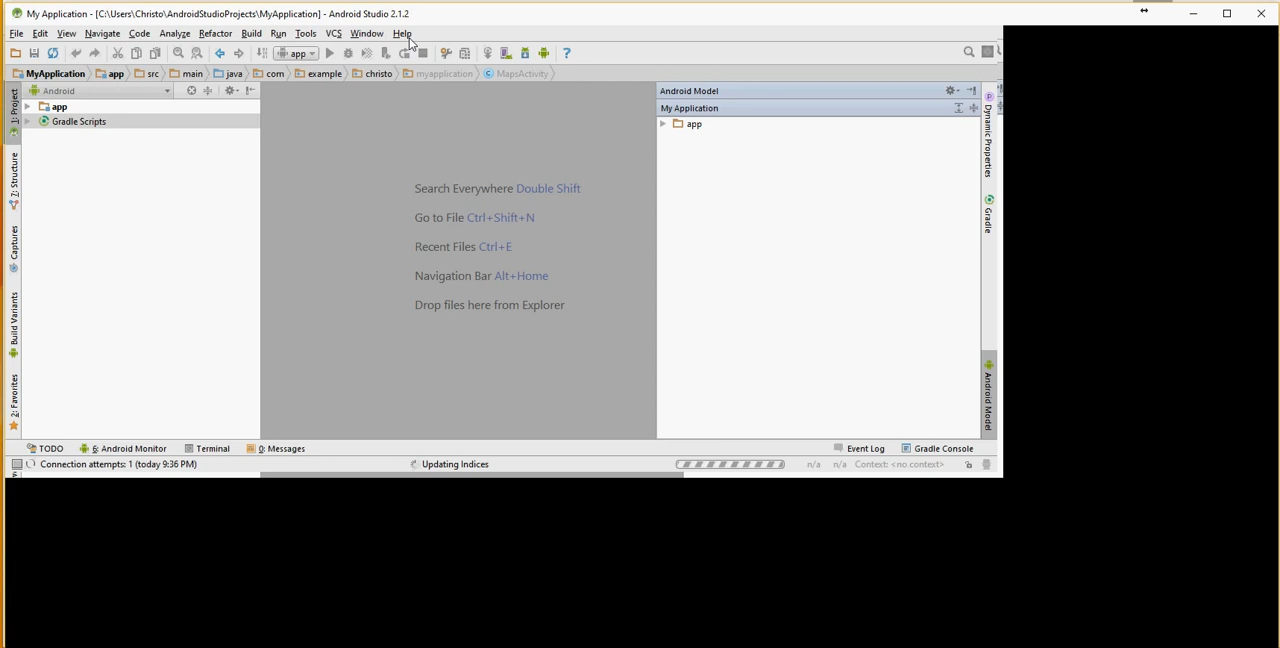 My Application - [C:\Users\Christo\AndroidStudioProjects\MyApplication] - Android Studio 2.1.2
File Edit View Navigate Code Analyze Refactor Build Run Tools VCS Window Help
app
MyApplication app src main java com example christo myapplication MapsActivity
Android
Android Model
app
My Application
Gradle Scripts
app
1: Project
7: Structure
Captures
Build Variants
2: Favorites
Search Everywhere Double Shift
Go to File Ctrl+Shift+N
Recent Files Ctrl+E
Navigation Bar Alt+Home
Drop files here from Explorer
Dynamic Properties
Gradle
Android Model
TODO 6: Android Monitor Terminal 0: Messages Event Log Gradle Console
Connection attempts: 1 (today 9:36 PM) Updating Indices n/a n/a Context: <no context>